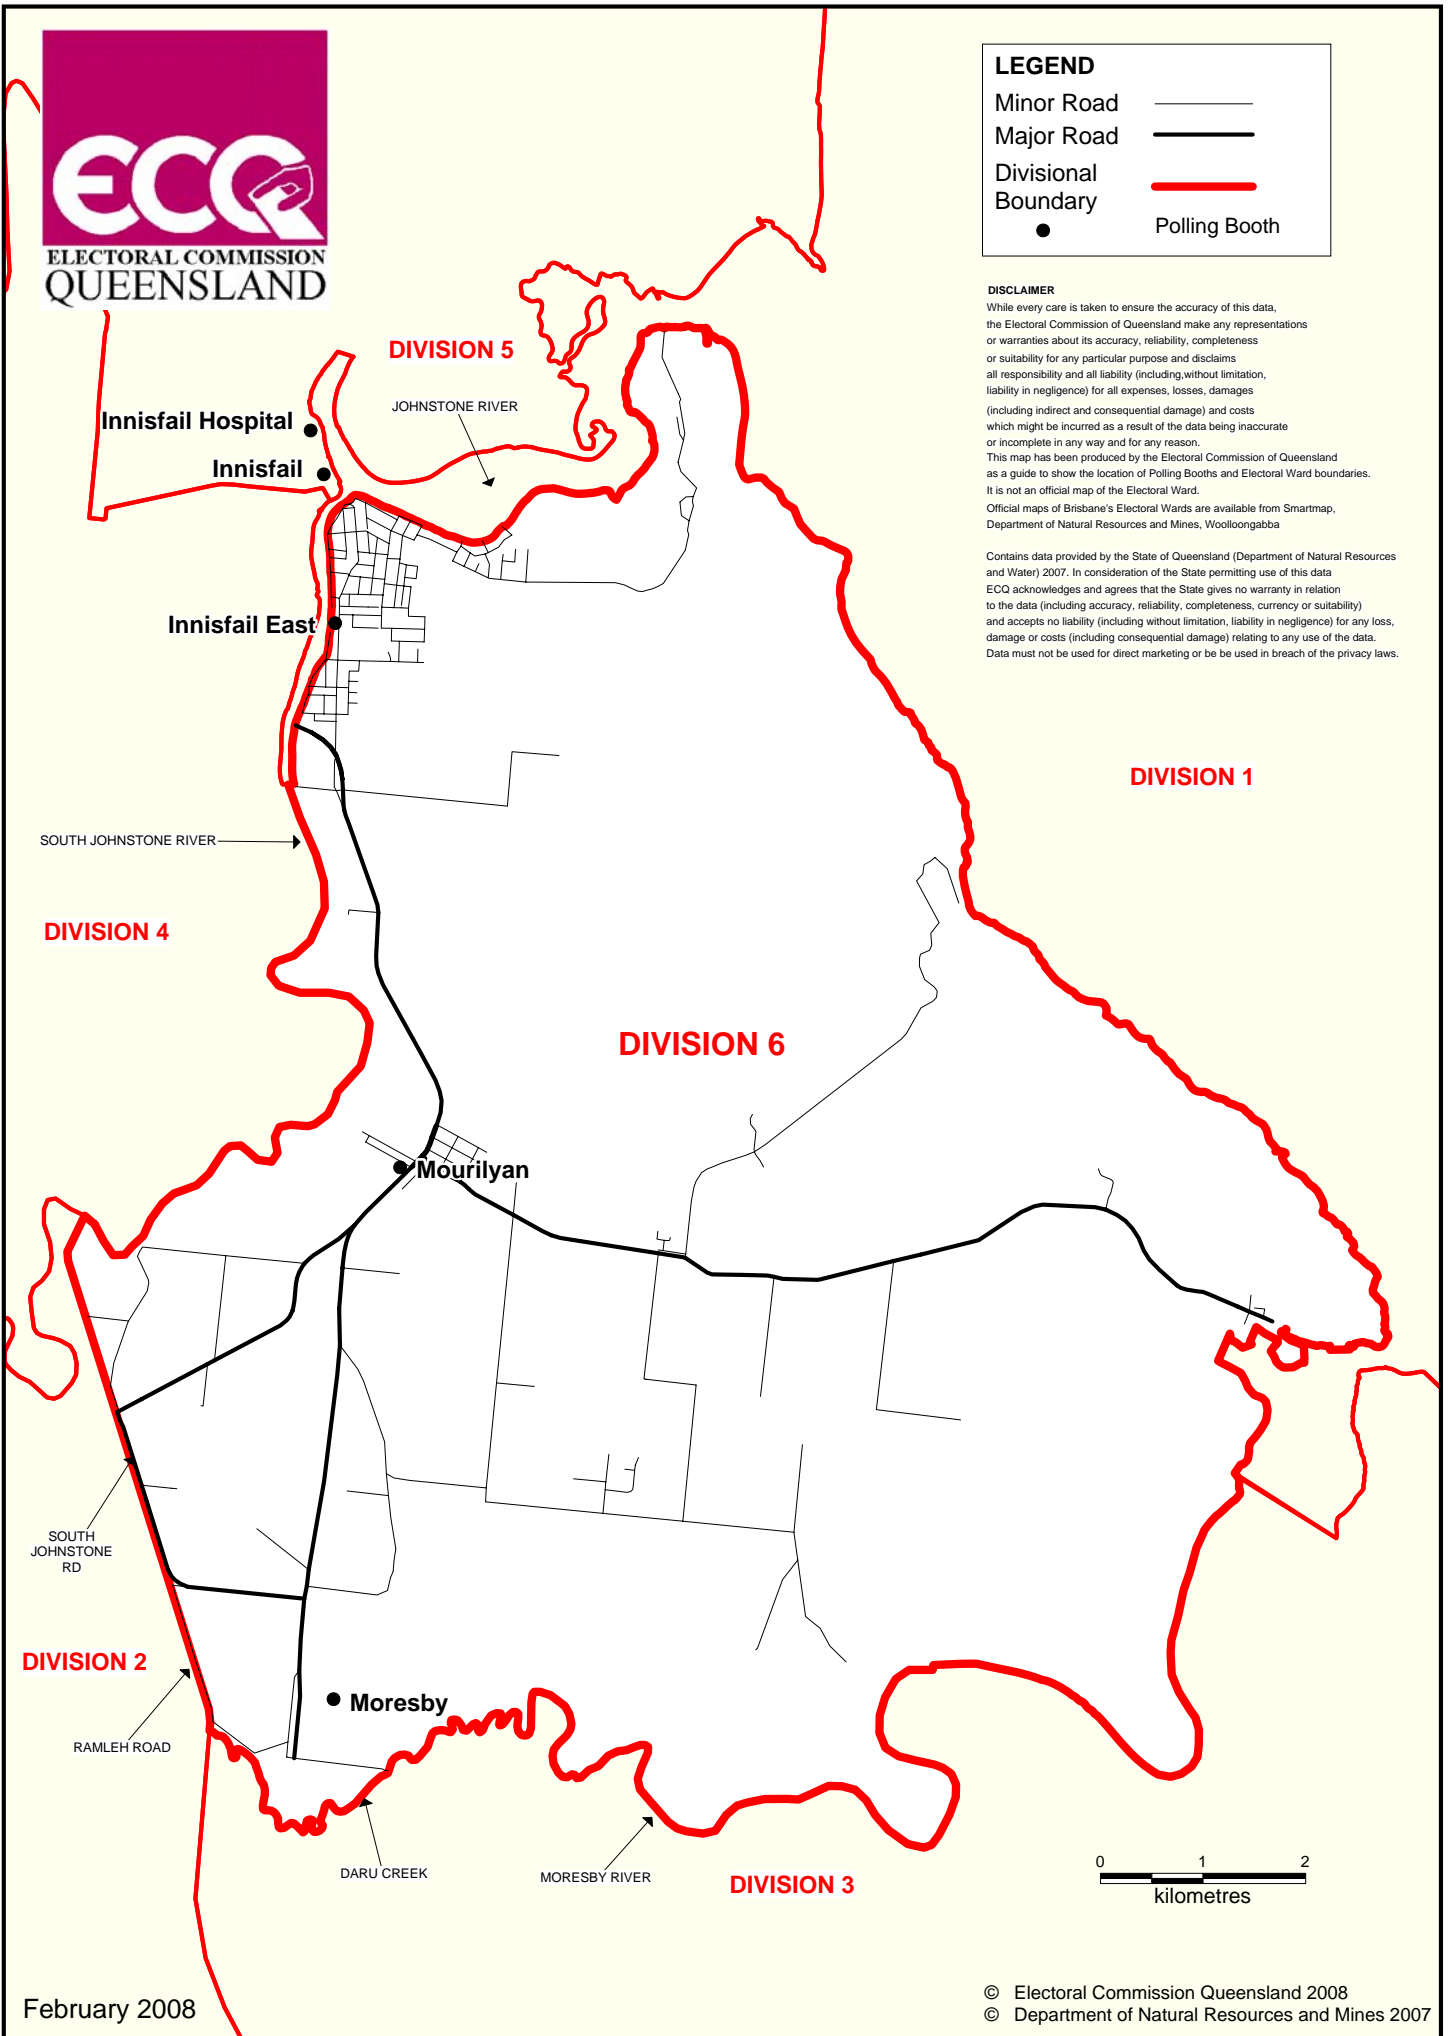 ECQ
ELECTORAL COMMISSION
QUEENSLAND
LEGEND
Minor Road
Major Road
Divisional
Boundary
Polling Booth
DISCLAIMER
While every care is taken to ensure the accuracy of this data,
the Electoral Commission of Queensland make any representations
or warranties about its accuracy, reliability, completeness
or suitability for any particular purpose and disclaims
all responsibility and all liability (including,without limitation,
liability in negligence) for all expenses, losses, damages
(including indirect and consequential damage) and costs
which might be incurred as a result of the data being inaccurate
or incomplete in any way and for any reason.
This map has been produced by the Electoral Commission of Queensland
as a guide to show the location of Polling Booths and Electoral Ward boundaries.
It is not an official map of the Electoral Ward.
Official maps of Brisbane's Electoral Wards are available from Smartmap,
Department of Natural Resources and Mines, Woolloongabba
Contains data provided by the State of Queensland (Department of Natural Resources
and Water) 2007. In consideration of the State permitting use of this data
ECQ acknowledges and agrees that the State gives no warranty in relation
to the data (including accuracy, reliability, completeness, currency or suitability)
and accepts no liability (including without limitation, liability in negligence) for any loss,
damage or costs (including consequential damage) relating to any use of the data.
Data must not be used for direct marketing or be be used in breach of the privacy laws.
DIVISION 5
JOHNSTONE RIVER
Innisfail Hospital
Innisfail
Innisfail East
DIVISION 1
SOUTH JOHNSTONE RIVER
DIVISION 4
DIVISION 6
Mourilyan
SOUTH
JOHNSTONE
RD
DIVISION 2
Moresby
RAMLEH ROAD
DARU CREEK
MORESBY RIVER
DIVISION 3
0 1 2
kilometres
February 2008
© Electoral Commission Queensland 2008
© Department of Natural Resources and Mines 2007